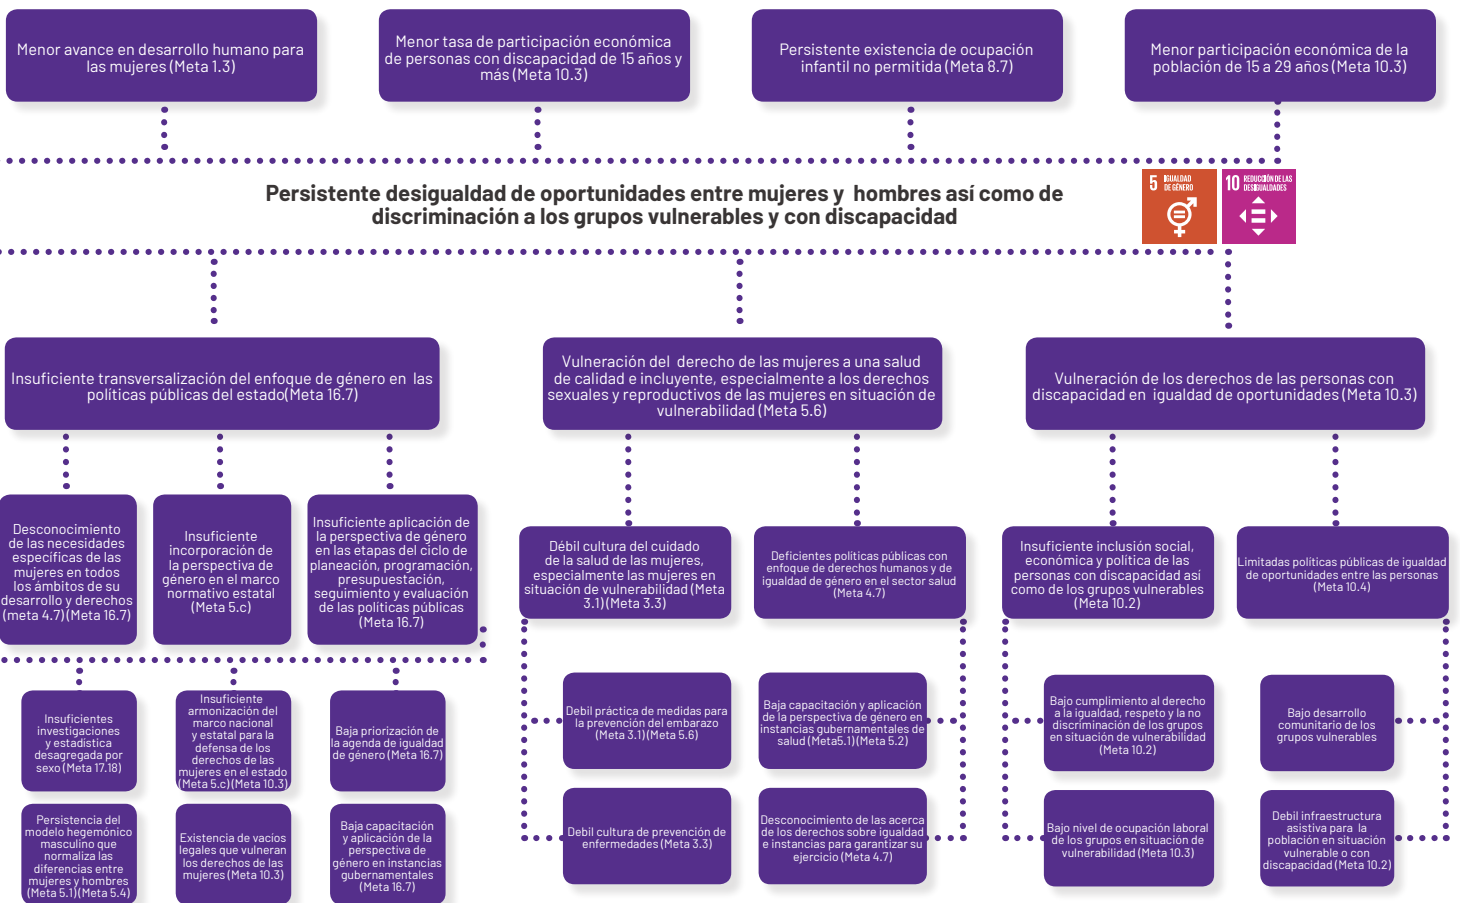 Menor avance en desarrollo humano para
las mujeres (Meta 1.3)
Menor tasa de participación económica
de personas con discapacidad de 15 años y
más (Meta 10.3)
Persistente existencia de ocupación
infantil no permitida (Meta 8.7)
Menor participación económica de la
población de 15 a 29 años (Meta 10.3)
Persistente desigualdad de oportunidades entre mujeres y hombres así como de
discriminación a los grupos vulnerables y con discapacidad
5 IGUALDAD
DE GÉNERO
10 REDUCCIÓN DE LAS
DESIGUALDADES
Insuficiente transversalización del enfoque de género en las
políticas públicas del estado(Meta 16.7)
Vulneración del derecho de las mujeres a una salud
de calidad e incluyente, especialmente a los derechos
sexuales y reproductivos de las mujeres en situación de
vulnerabilidad (Meta 5.6)
Vulneración de los derechos de las personas con
discapacidad en igualdad de oportunidades (Meta 10.3)
Desconocimiento
de las necesidades
específicas de las
mujeres en todos
los ámbitos de su
desarrollo y derechos
(meta 4.7)(Meta 16.7)
Insuficiente
incorporación de
la perspectiva de
género en el marco
normativo estatal
(Meta 5.c)
Insuficiente aplicación de
la perspectiva de género
en las etapas del ciclo de
planeación, programación,
presupuestación,
seguimiento y evaluación
de las políticas públicas
(Meta 16.7)
Débil cultura del cuidado
de la salud de las mujeres,
especialmente las mujeres en
situación de vulnerabilidad (Meta
3.1)(Meta 3.3)
Deficientes políticas públicas con
enfoque de derechos humanos y de
igualdad de género en el sector salud
(Meta 4.7)
Insuficiente inclusión social,
económica y política de las
personas con discapacidad así
como de los grupos vulnerables
(Meta 10.2)
Limitadas políticas públicas de igualdad
de oportunidades entre las personas
(Meta 10.4)
Insuficientes
investigaciones
y estadística
desagregada por
sexo (Meta 17.18)
Insuficiente
armonización del
marco nacional
y estatal para la
defensa de los
derechos de las
mujeres en el estado
(Meta 5.c)(Meta 10.3)
Baja priorización de
la agenda de igualdad
de género (Meta 16.7)
Debil práctica de medidas para
la prevención del embarazo
(Meta 3.1)(Meta 5.6)
Baja capacitación y aplicación
de la perspectiva de género en
instancias gubernamentales de
salud (Meta5.1)(Meta 5.2)
Bajo cumplimiento al derecho
a la igualdad, respeto y la no
discriminación de los grupos
en situación de vulnerabilidad
(Meta 10.2)
Bajo desarrollo
comunitario de los
grupos vulnerables
Persistencia del
modelo hegemónico
masculino que
normaliza las
diferencias entre
mujeres y hombres
(Meta 5.1)(Meta 5.4)
Existencia de vacíos
legales que vulneran
los derechos de las
mujeres (Meta 10.3)
Baja capacitación
y aplicación de la
perspectiva de
género en instancias
gubernamentales
(Meta 16.7)
Debil cultura de prevención de
enfermedades (Meta 3.3)
Desconocimiento de las acerca
de los derechos sobre igualdad
e instancias para garantizar su
ejercicio (Meta 4.7)
Bajo nivel de ocupación laboral
de los grupos en situación de
vulnerabilidad (Meta 10.3)
Debil infraestructura
asistiva para la
población en situación
vulnerable o con
discapacidad (Meta 10.2)